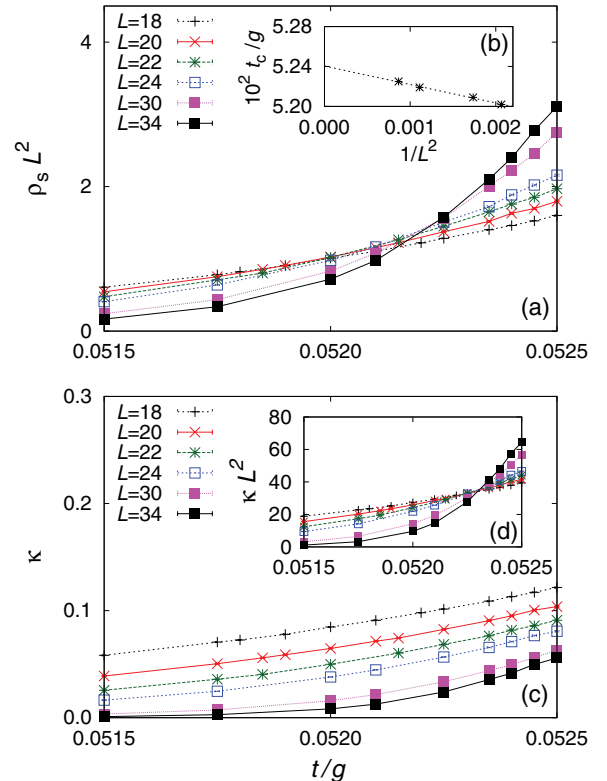 L=18
L=20
L=22
L=24
L=30
L=34
4
2
0
ρs L²
0.0515
0.0520
0.0525
(a)
(b)
10² tc/g
5.28
5.24
5.20
0.000
0.001
0.002
1/L²
L=18
L=20
L=22
L=24
L=30
L=34
0.3
0.2
0.1
0.0
κ
(d)
κ L²
80
60
40
20
0
0.0515
0.0520
0.0525
(c)
0.0515
0.0520
0.0525
t/g